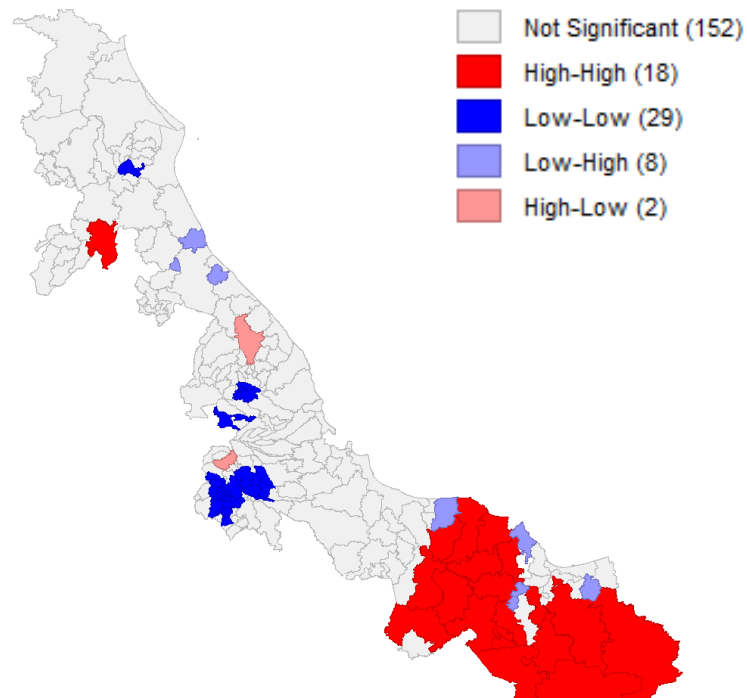 Not Significant (152)
High-High (18)
Low-Low (29)
Low-High (8)
High-Low (2)